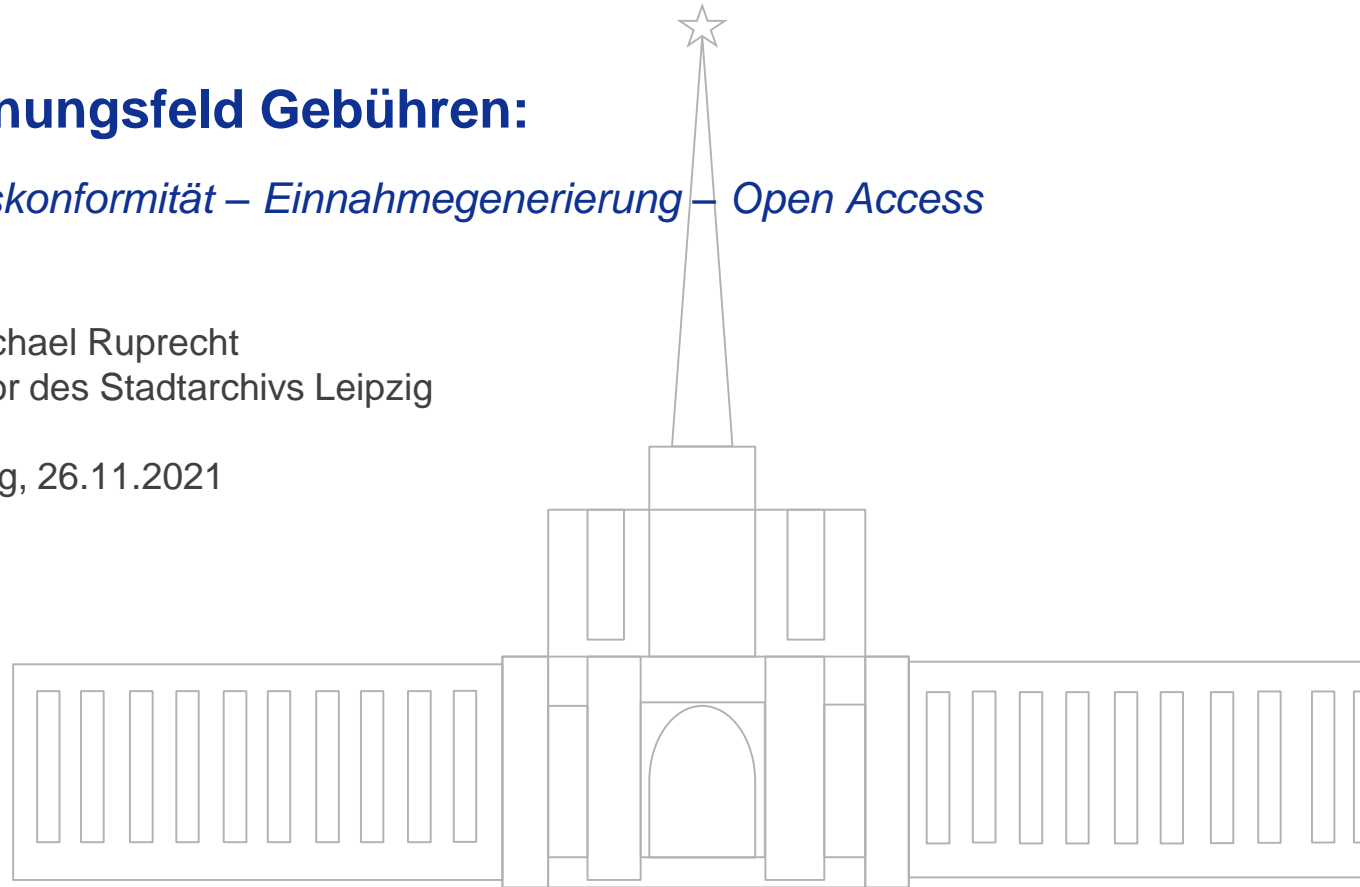 nungsfeld Gebühren:
skonformität – Einnahmegenerierung – Open Access
chael Ruprecht
or des Stadtarchivs Leipzig
g, 26.11.2021